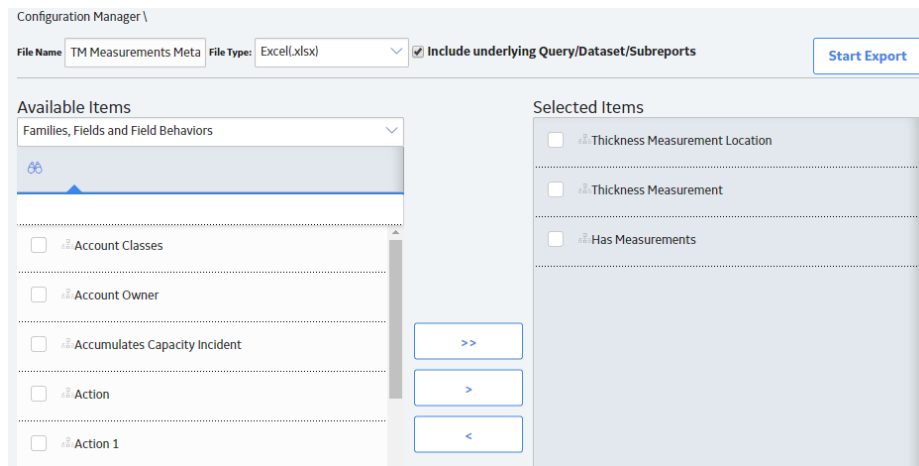 Configuration Manager \
File Name TM Measurements Meta File Type: Excel(.xlsx) Include underlying Query/Dataset/Subreports Start Export
Available Items
Families, Fields and Field Behaviors
Account Classes
Account Owner
Accumulates Capacity Incident
Action
Action 1
>>
>
<
Selected Items
Thickness Measurement Location
Thickness Measurement
Has Measurements